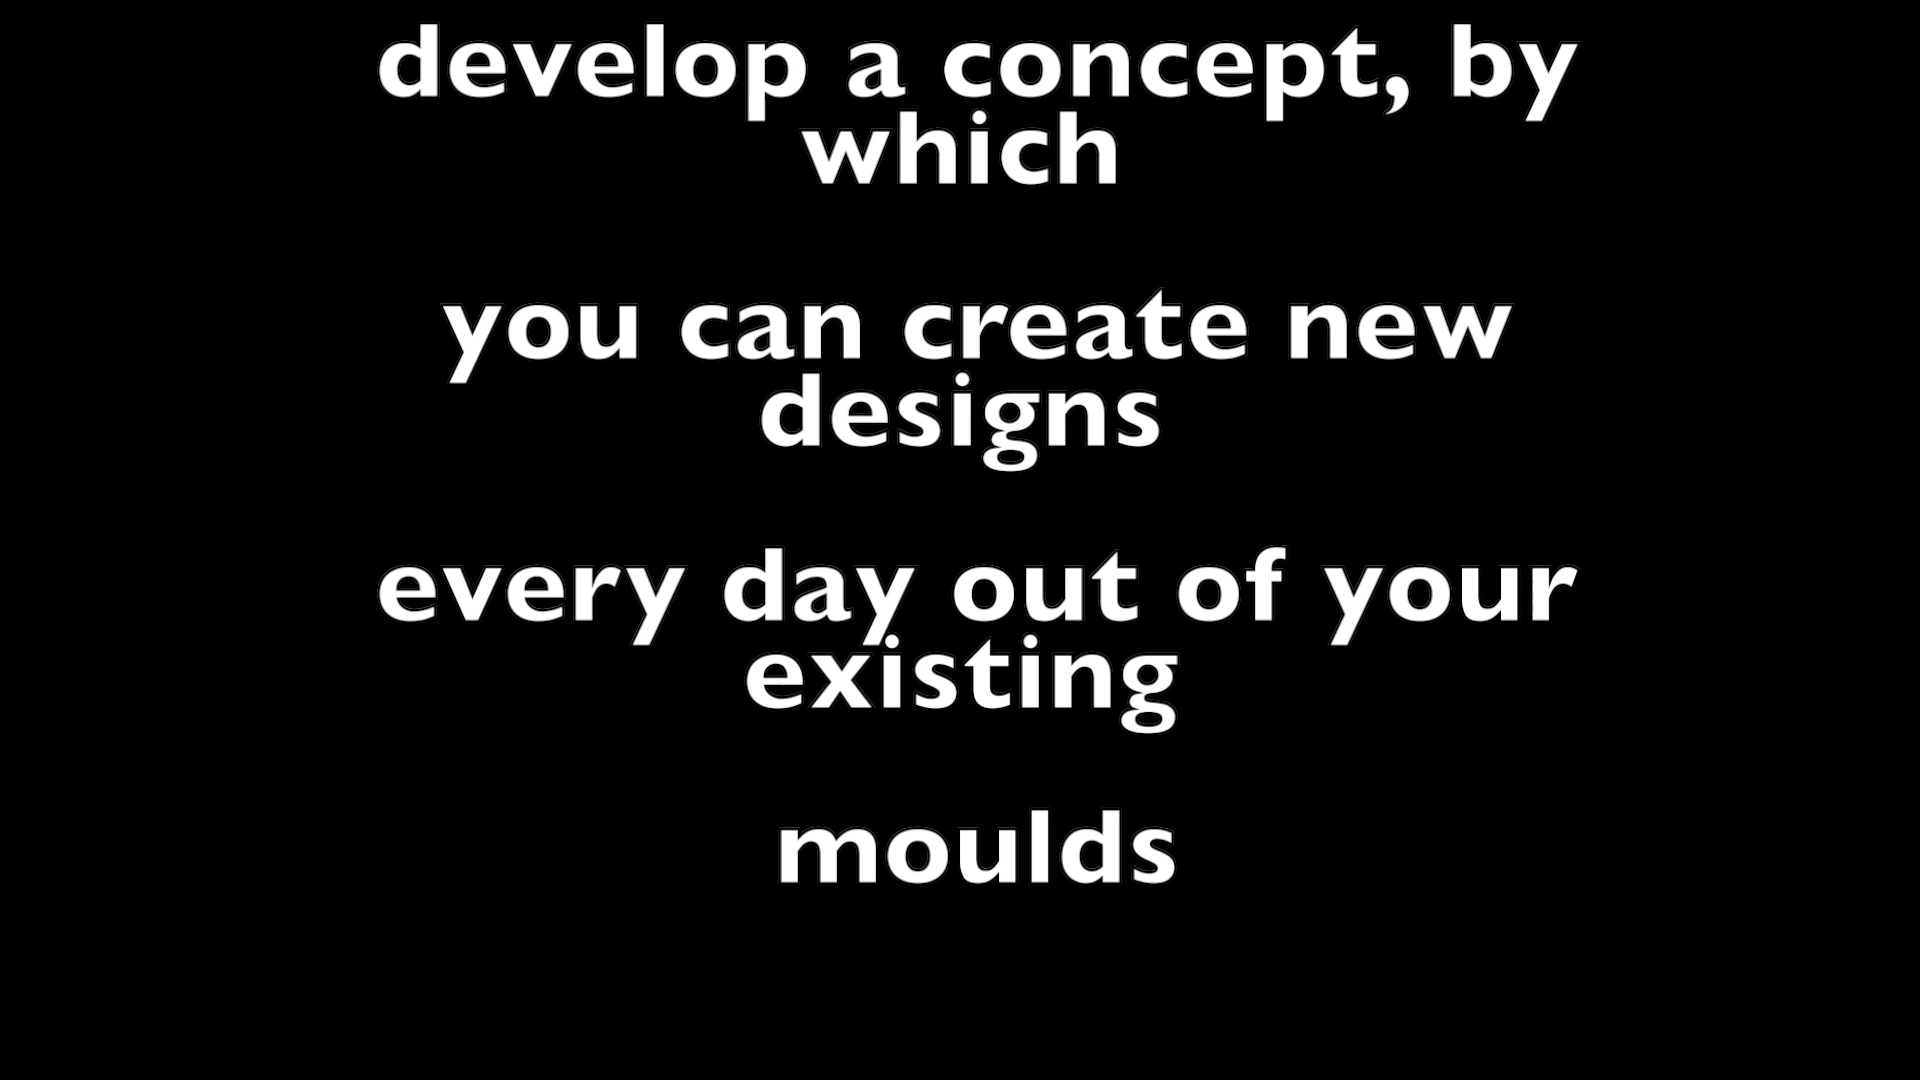 develop a concept, by
which
you can create new
designs
every day out of your
existing
moulds